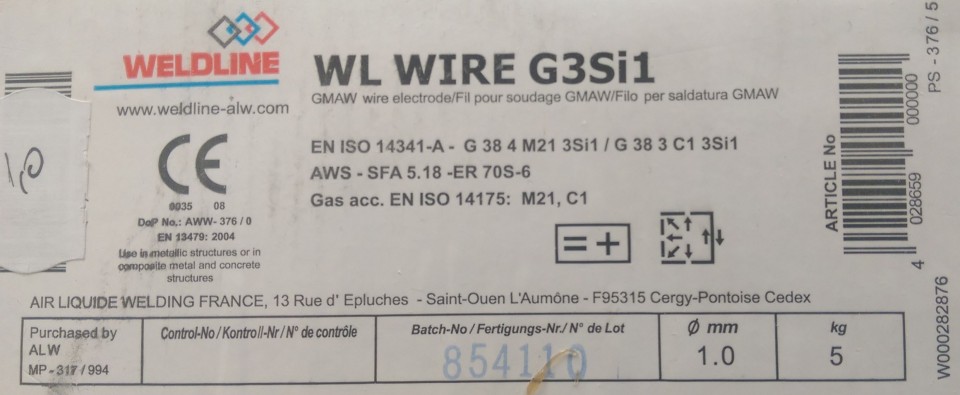 WELDLINE
www.weldline-alw.com
WL WIRE G3Si1
GMAW wire electrode/Fil pour soudage GMAW/Filo per saldatura GMAW
EN ISO 14341-A - G 38 4 M21 3Si1 / G 38 3 C1 3Si1
AWS - SFA 5.18 -ER 70S-6
Gas acc. EN ISO 14175: M21, C1
1,0
CE
0035 08
DoP No.: AWW- 376 / 0
EN 13479: 2004
Use in metallic structures or in
composite metal and concrete
structures
= +
ARTICLE No
4 028659 000000
PS - 376 / 5
W000282876
AIR LIQUIDE WELDING FRANCE, 13 Rue d' Epluches - Saint-Ouen L'Aumône - F95315 Cergy-Pontoise Cedex
Purchased by
ALW
MP - 317 / 994
Control-No / Kontroll-Nr / N° de contrôle
Batch-No / Fertigungs-Nr./ N° de Lot
854110
Ø mm
1.0
kg
5